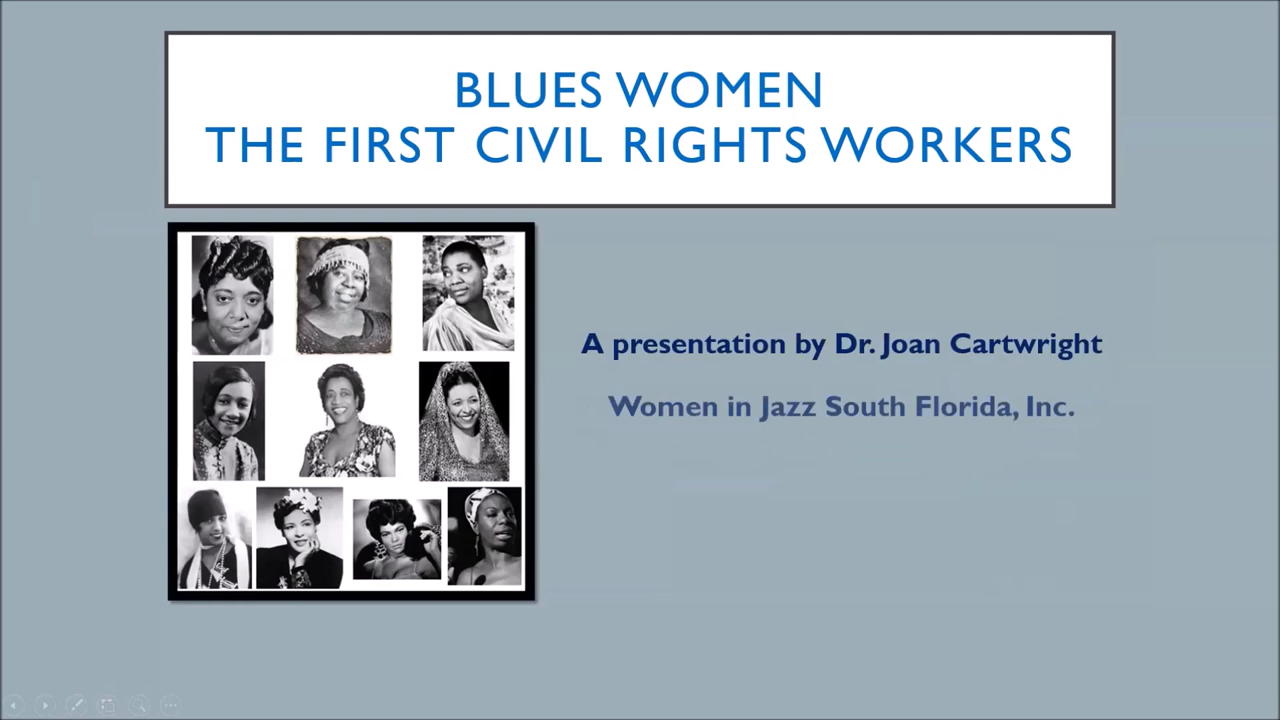 BLUES WOMEN
THE FIRST CIVIL RIGHTS WORKERS
A presentation by Dr. Joan Cartwright
Women in Jazz South Florida, Inc.